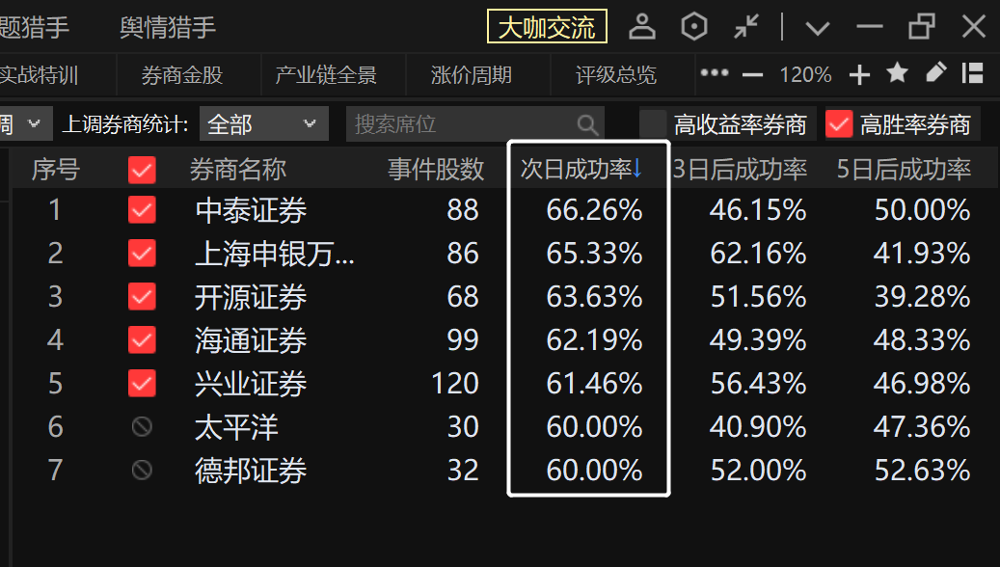 题猎手 舆情猎手 大咖交流
实战特训 券商金股 产业链全景 涨价周期 评级总览 ••• 120%
调 上调券商统计: 全部 搜索席位 高收益率券商 高胜率券商
序号 券商名称 事件股数 次日成功率↓ 3日后成功率 5日后成功率
1 中泰证券 88 66.26% 46.15% 50.00%
2 上海申银万... 86 65.33% 62.16% 41.93%
3 开源证券 68 63.63% 51.56% 39.28%
4 海通证券 99 62.19% 49.39% 48.33%
5 兴业证券 120 61.46% 56.43% 46.98%
6 太平洋 30 60.00% 40.90% 47.36%
7 德邦证券 32 60.00% 52.00% 52.63%